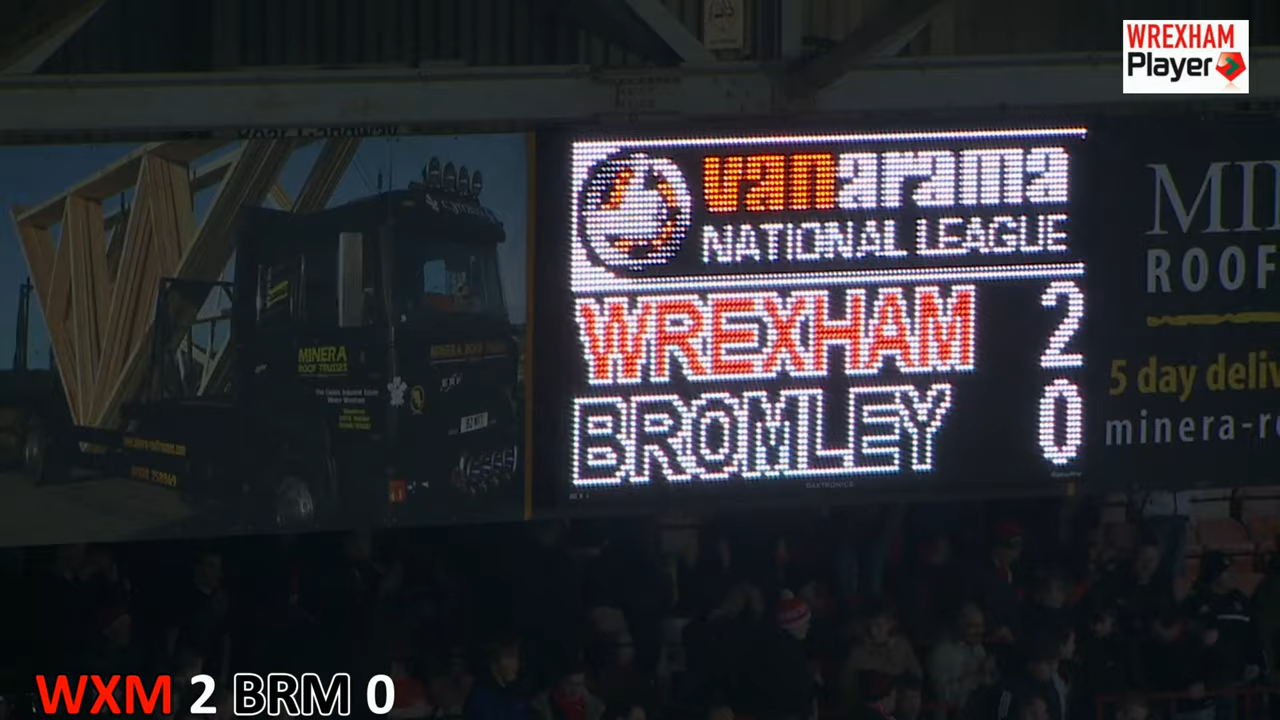 WREXHAM
Player
vanarama
NATIONAL LEAGUE
WREXHAM 2
BROMLEY 0
MINERA
ROOF TRUSSES
DAKTRONICS
MI
ROOF
5 day deliv
minera-r
WXM 2 BRM 0